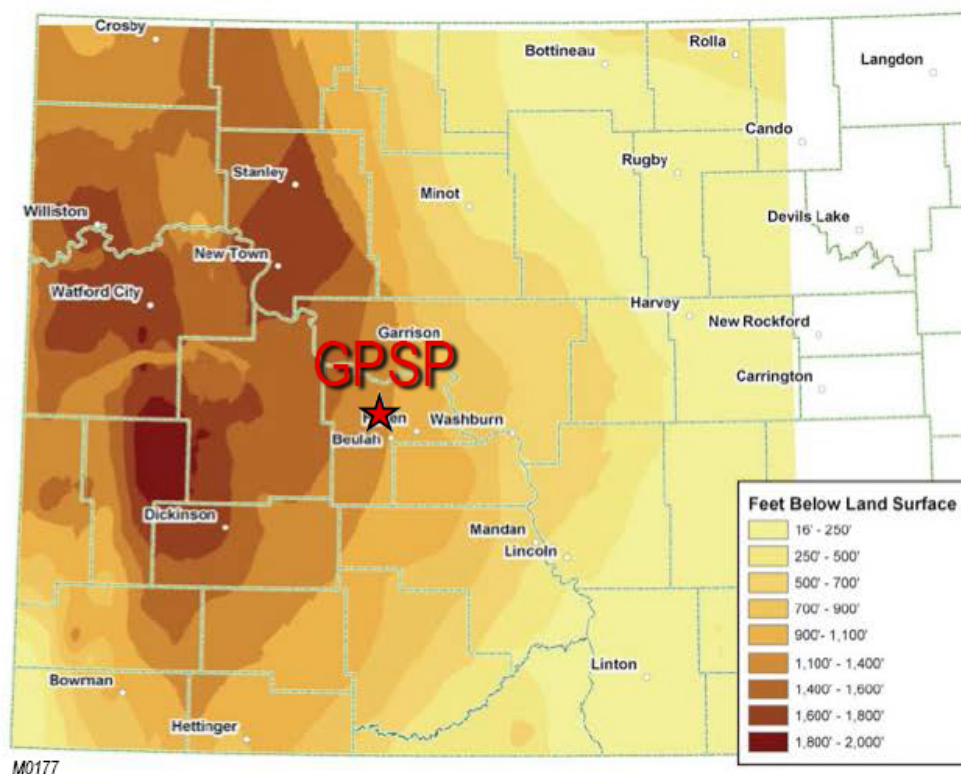 Crosby
Bottineau
Rolla
Langdon
Cando
Rugby
Stanley
Minot
Williston
Devils Lake
New Town
Watford City
Harvey
New Rockford
Garrison
GPSP
Carrington
Washburn
Beulah
Feet Below Land Surface
16' - 250'
250' - 500'
500' - 700'
700' - 900'
900'- 1,100'
1,100' - 1,400'
1,400' - 1,600'
1,600' - 1,800'
1,800' - 2,000'
Dickinson
Mandan
Lincoln
Linton
Bowman
Hettinger
M0177